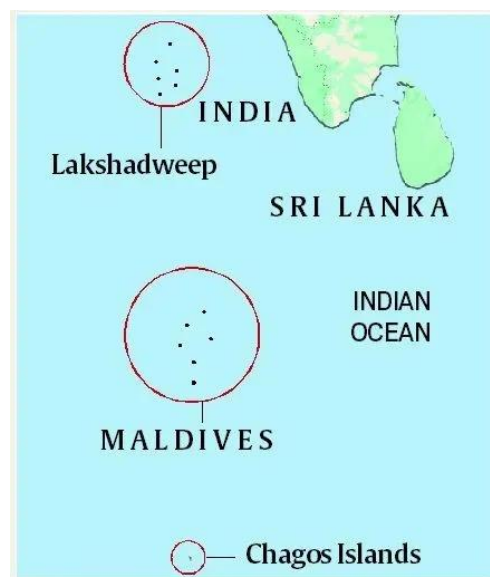 INDIA
Lakshadweep
SRI LANKA
INDIAN
OCEAN
MALDIVES
Chagos Islands